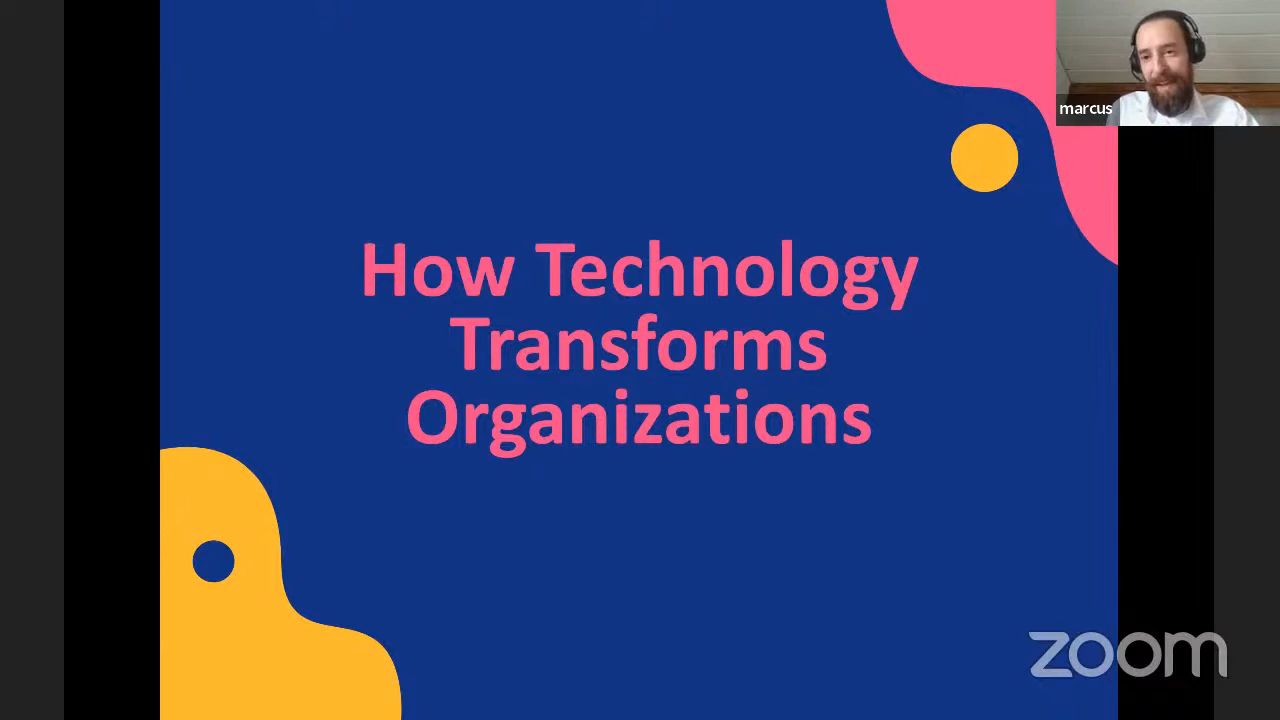 marcus
How Technology
Transforms
Organizations
zoom